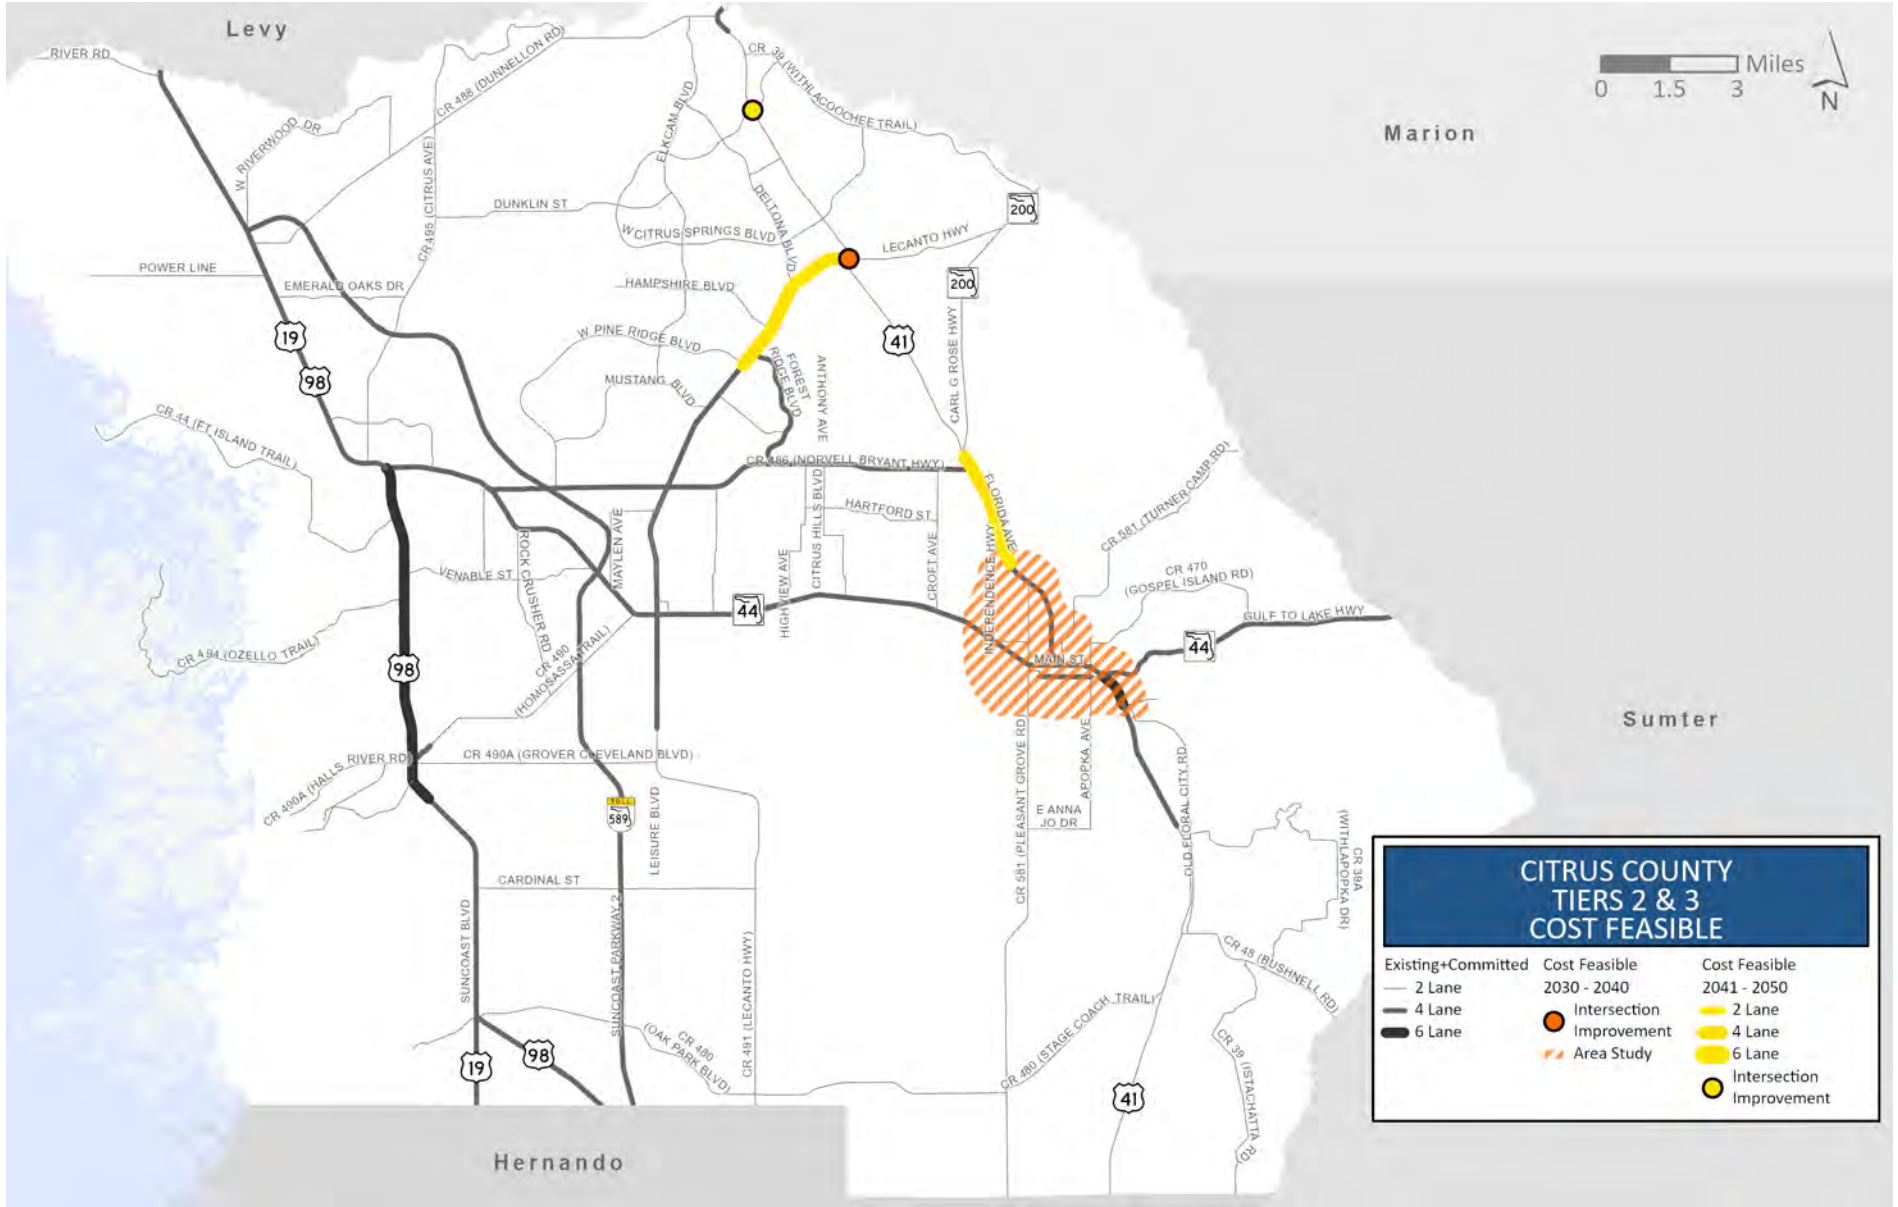 Levy
RIVER RD
CR 488 (DUNNELLON RD)
CR 39 (WITHLACOOCHEE TRAIL)
Miles
0 1.5 3
N
Marion
W RIVERWOOD DR
ELKCAM BLVD
CR 495 (CITRUS AVE)
DUNKLIN ST
DELTONA BLVD
W CITRUS SPRINGS BLVD
LECANTO HWY
200
POWER LINE
EMERALD OAKS DR
HAMPSHIRE BLVD
200
19
W PINE RIDGE BLVD
41
98
MUSTANG BLVD
FOREST
RIDGE BLVD
ANTHONY AVE
CARL G ROSE HWY
CR 44 (FT ISLAND TRAIL)
CR 486 (NORVELL BRYANT HWY)
FLORIDA AVE
CR 581 (TURNER CAMP RD)
HARTFORD ST
CITRUS HILLS BLVD
MAYLEN AVE
ROCK CRUSHER RD
VENABLE ST
HIGHVIEW AVE
CROFT AVE
INDEPENDENCE HWY
CR 470
(GOSPEL ISLAND RD)
GULF TO LAKE HWY
44
44
CR 494 (OZELLO TRAIL)
98
CR 490
(HOMOSASSA TRAIL)
MAIN ST
Sumter
CR 490A (HALLS RIVER RD)
CR 490A (GROVER CLEVELAND BLVD)
CR 581 (PLEASANT GROVE RD)
APOPKA AVE
OLD FLORAL CITY RD
TOLL
589
LEISURE BLVD
E ANNA
JO DR
CR 39A
(WITHLAPOPKA DR)
CARDINAL ST
SUNCOAST BLVD
SUNCOAST PARKWAY 2
CR 491 (LECANTO HWY)
CR 48 (BUSHNELL RD)
CR 480
(OAK PARK BLVD)
CR 480 (STAGE COACH TRAIL)
CR 39 (ISTACHATTA RD)
19
98
41
Hernando
CITRUS COUNTY
TIERS 2 & 3
COST FEASIBLE
Existing+Committed
2 Lane
4 Lane
6 Lane
Cost Feasible
2030 - 2040
Intersection
Improvement
Area Study
Cost Feasible
2041 - 2050
2 Lane
4 Lane
6 Lane
Intersection
Improvement